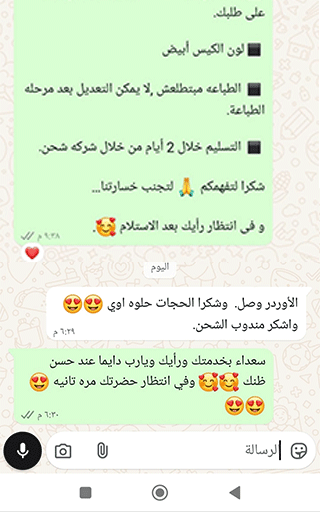 على طلبك.
◼️ لون الكيس أبيض
◼️ الطباعه مبتطلعش ,لا يمكن التعديل بعد مرحله
الطباعة.
◼️ التسليم خلال 2 أيام من خلال شركه شحن.
شكرا لتفهمكم 🙏 لتجنب خسارتنا...
و فى انتظار رأيك بعد الاستلام 🥰.
٩:٣٨ م
اليوم
الأوردر وصل. وشكرا الحجات حلوه اوي 😍😍
واشكر مندوب الشحن.
٦:٢٩ م
سعداء بخدمتك ورأيك ويارب دايما عند حسن
ظنك 🥰🥰 وفي انتظار حضرتك مره تانيه 😍
😍😍
٦:٣٠ م
لرسالة